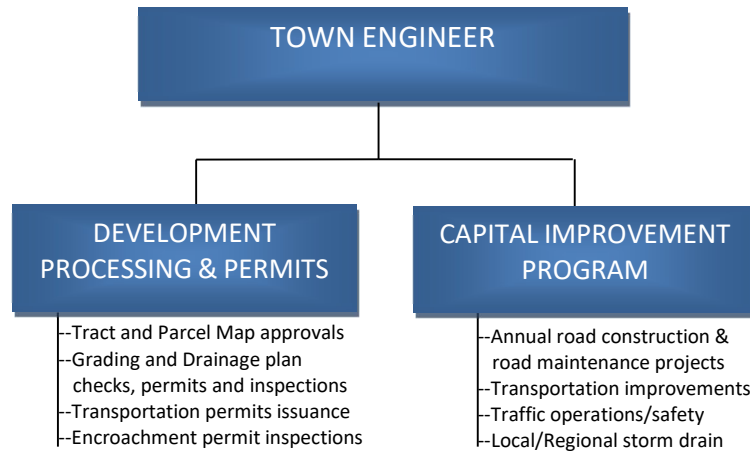 TOWN ENGINEER
DEVELOPMENT
PROCESSING & PERMITS
--Tract and Parcel Map approvals
--Grading and Drainage plan
checks, permits and inspections
--Transportation permits issuance
--Encroachment permit inspections
CAPITAL IMPROVEMENT
PROGRAM
--Annual road construction &
road maintenance projects
--Transportation improvements
--Traffic operations/safety
--Local/Regional storm drain